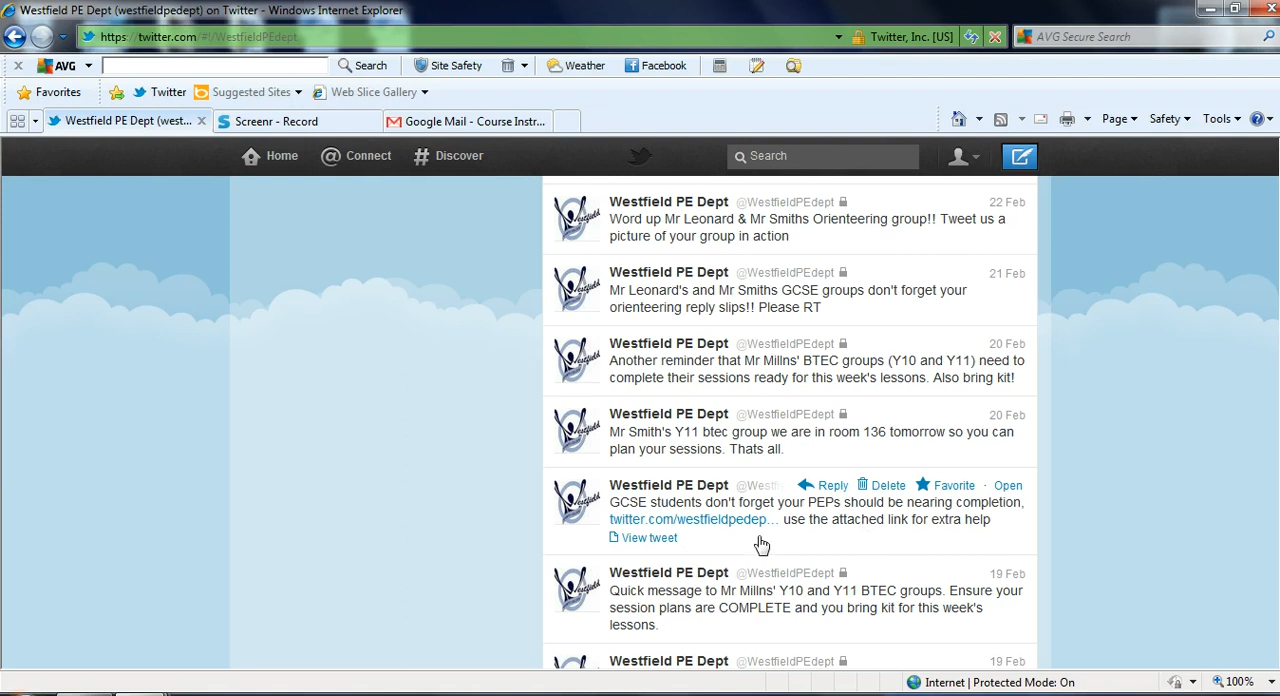 Westfield PE Dept (westfieldpedept) on Twitter - Windows Internet Explorer
https://twitter.com/#!/WestfieldPEdept
Twitter, Inc. [US]
AVG Secure Search
AVG
Search
Site Safety
Weather
Facebook
Favorites
Twitter
Suggested Sites
Web Slice Gallery
Westfield PE Dept (west...
Screenr - Record
Google Mail - Course Instr...
Page
Safety
Tools
Home
Connect
Discover
Search
Westfield PE Dept @WestfieldPEdept 22 Feb
Word up Mr Leonard & Mr Smiths Orienteering group!! Tweet us a
picture of your group in action
Westfield PE Dept @WestfieldPEdept 21 Feb
Mr Leonard's and Mr Smiths GCSE groups don't forget your
orienteering reply slips!! Please RT
Westfield PE Dept @WestfieldPEdept 20 Feb
Another reminder that Mr Millns' BTEC groups (Y10 and Y11) need to
complete their sessions ready for this week's lessons. Also bring kit!
Westfield PE Dept @WestfieldPEdept 20 Feb
Mr Smith's Y11 btec group we are in room 136 tomorrow so you can
plan your sessions. Thats all.
Westfield PE Dept @Westf Reply Delete Favorite · Open
GCSE students don't forget your PEPs should be nearing completion,
twitter.com/westfieldpedep... use the attached link for extra help
View tweet
Westfield PE Dept @WestfieldPEdept 19 Feb
Quick message to Mr Millns' Y10 and Y11 BTEC groups. Ensure your
session plans are COMPLETE and you bring kit for this week's
lessons.
Westfield PE Dept @WestfieldPEdept 19 Feb
Internet | Protected Mode: On
100%